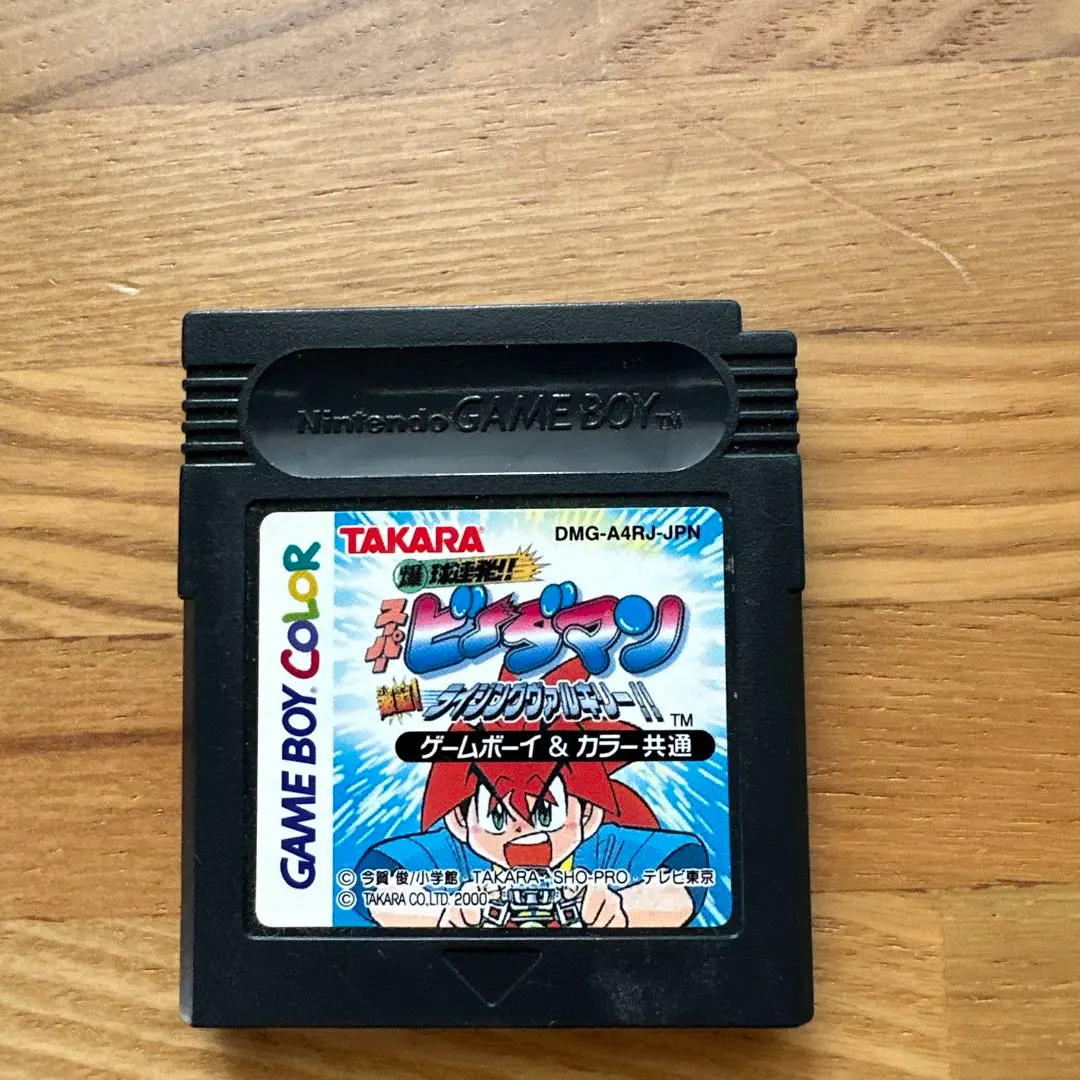 Nintendo GAME BOY TM
GAME BOY COLOR
TAKARA
DMG-A4RJ-JPN
爆球連発!!
スーパー
ビーダマン
激闘!
ライジングヴァルキリー!!
TM
ゲームボーイ & カラー共通
© 今賀 俊/小学館・TAKARA・SHO-PRO・テレビ東京
© TAKARA CO.,LTD. 2000